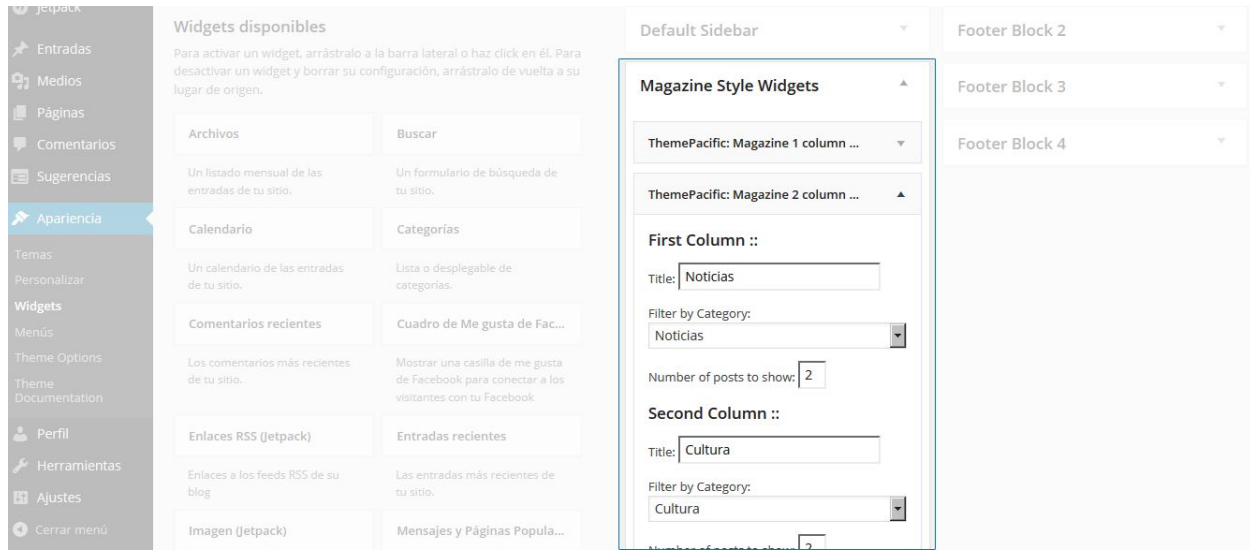 Jetpack
Entradas
Medios
Páginas
Comentarios
Sugerencias
Apariencia
Temas
Personalizar
Widgets
Menús
Theme Options
Theme
Documentation
Perfil
Herramientas
Ajustes
Cerrar menú
Widgets disponibles
Para activar un widget, arrástralo a la barra lateral o haz click en él. Para
desactivar un widget y borrar su configuración, arrástralo de vuelta a su
lugar de origen.
Archivos
Un listado mensual de las
entradas de tu sitio.
Buscar
Un formulario de búsqueda de
tu sitio.
Calendario
Un calendario de las entradas
de tu sitio.
Categorías
Lista o desplegable de
categorías.
Comentarios recientes
Los comentarios más recientes
de tu sitio.
Cuadro de Me gusta de Fac...
Mostrar una casilla de me gusta
de Facebook para conectar a los
visitantes con tu Facebook
Enlaces RSS (Jetpack)
Enlaces a los feeds RSS de su
blog
Entradas recientes
Las entradas más recientes de
tu sitio.
Imagen (Jetpack)
Mensajes y Páginas Popula...
Default Sidebar
Magazine Style Widgets
ThemePacific: Magazine 1 column ...
ThemePacific: Magazine 2 column ...
First Column ::
Title: Noticias
Filter by Category:
Noticias
Number of posts to show: 2
Second Column ::
Title: Cultura
Filter by Category:
Cultura
Number of posts to show: 2
Footer Block 2
Footer Block 3
Footer Block 4